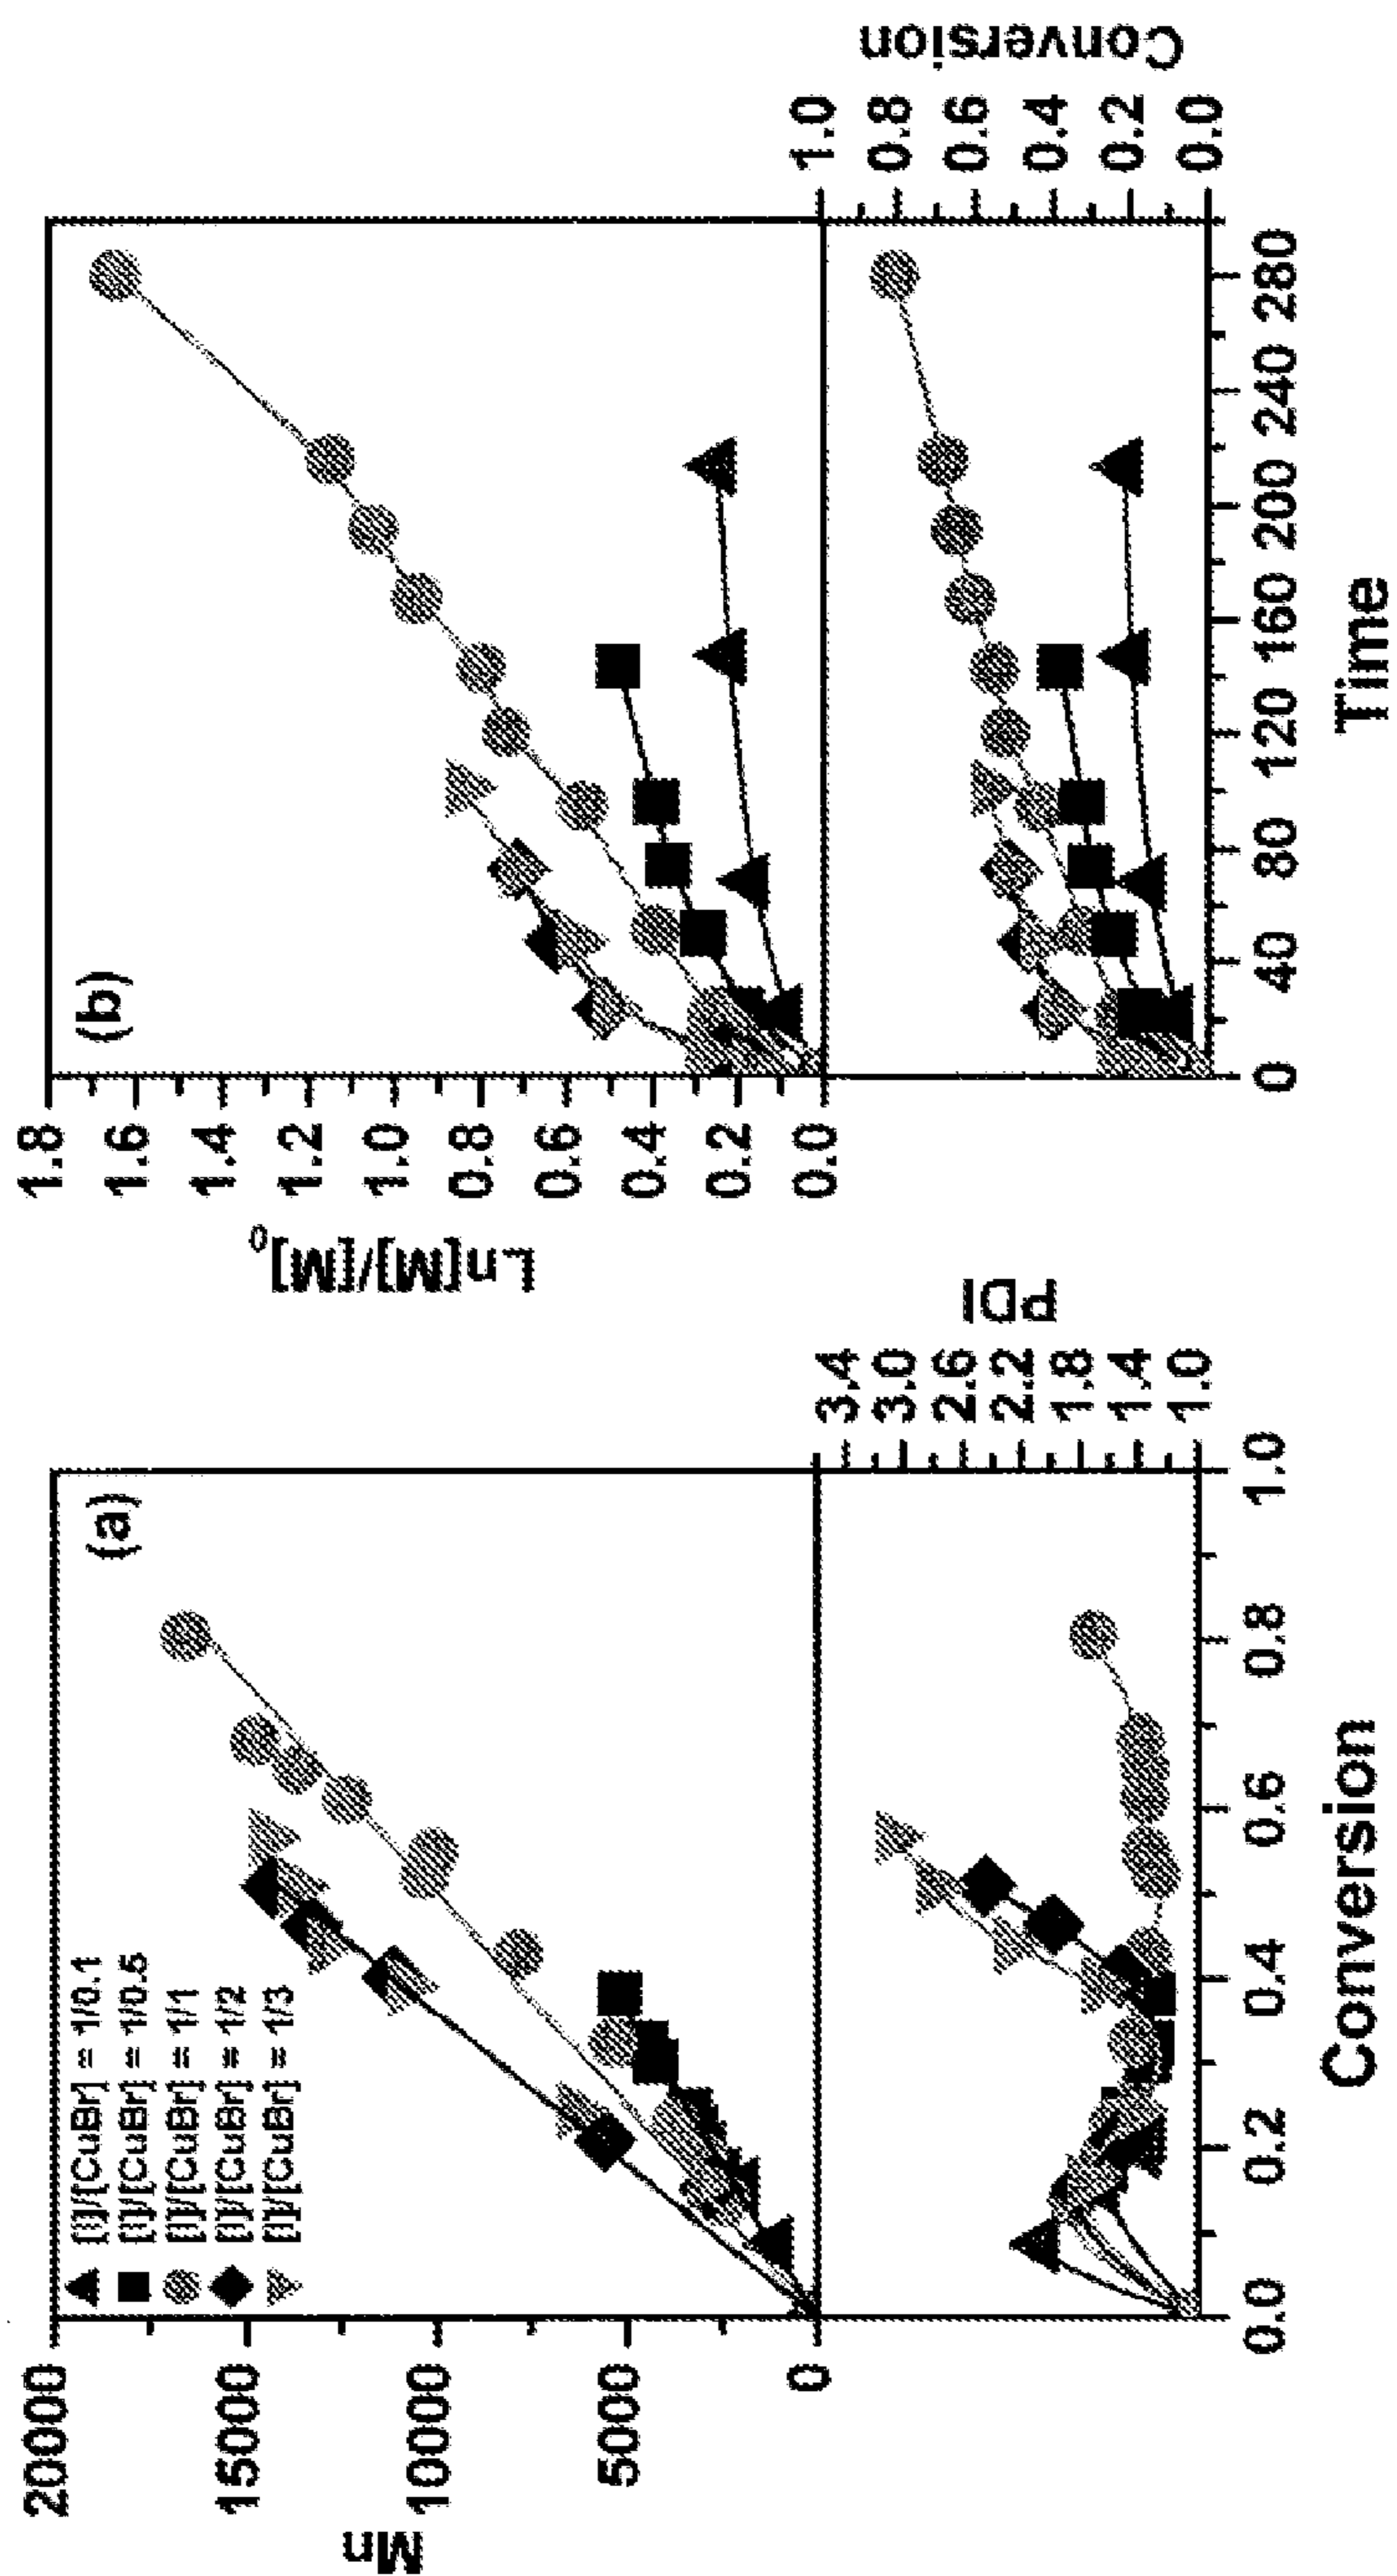 (a)
[I]/[CuBr] = 1/0.1
[I]/[CuBr] = 1/0.5
[I]/[CuBr] = 1/1
[I]/[CuBr] = 1/2
[I]/[CuBr] = 1/3
Mn
20000
15000
10000
5000
0
PDI
3.4
3.0
2.6
2.2
1.8
1.4
1.0
0.0 0.2 0.4 0.6 0.8 1.0
Conversion
(b)
Ln[M]/[M]0
1.8
1.6
1.4
1.2
1.0
0.8
0.6
0.4
0.2
0.0
Conversion
1.0
0.8
0.6
0.4
0.2
0.0
0 40 80 120 160 200 240 280
Time